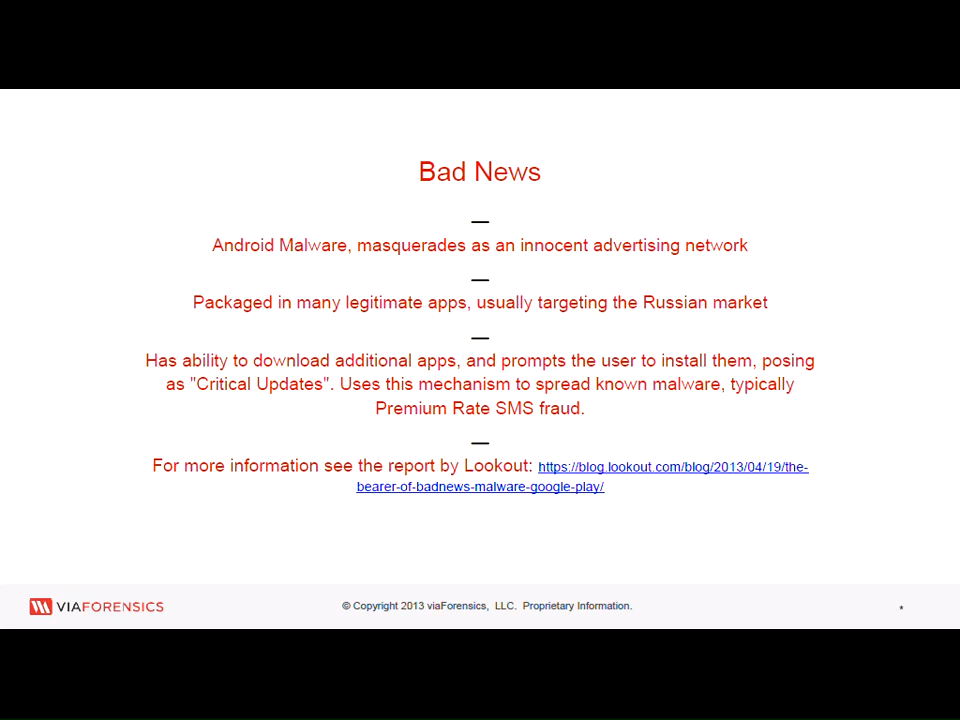 Bad News
—
Android Malware, masquerades as an innocent advertising network
—
Packaged in many legitimate apps, usually targeting the Russian market
—
Has ability to download additional apps, and prompts the user to install them, posing
as "Critical Updates". Uses this mechanism to spread known malware, typically
Premium Rate SMS fraud.
—
For more information see the report by Lookout: https://blog.lookout.com/blog/2013/04/19/the-
bearer-of-badnews-malware-google-play/
VIAFORENSICS © Copyright 2013 viaForensics, LLC. Proprietary Information. *